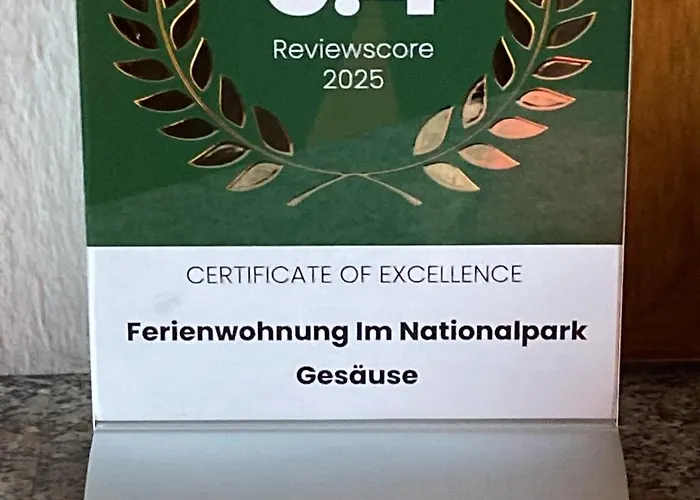 Reviewscore
2025
CERTIFICATE OF EXCELLENCE
Ferienwohnung Im Nationalpark
Gesäuse